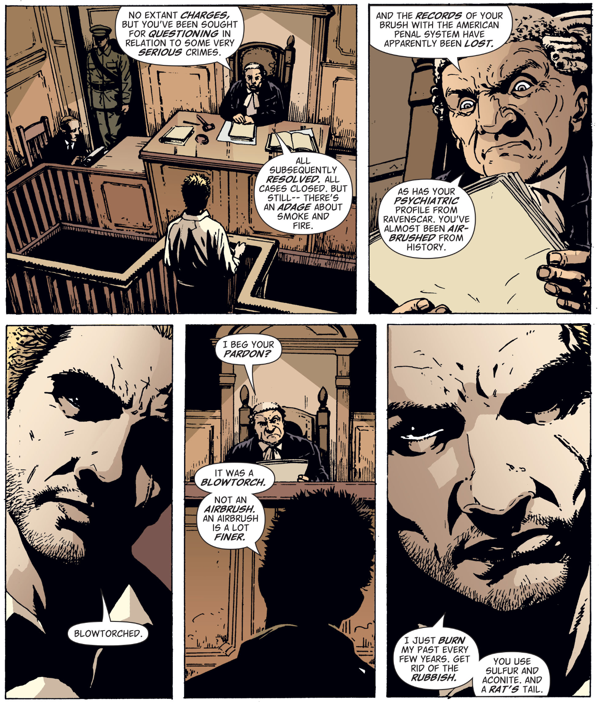 NO EXTANT CHARGES,
BUT YOU'VE BEEN SOUGHT
FOR QUESTIONING IN
RELATION TO SOME VERY
SERIOUS CRIMES.
ALL
SUBSEQUENTLY
RESOLVED. ALL
CASES CLOSED. BUT
STILL-- THERE'S
AN ADAGE ABOUT
SMOKE AND
FIRE.
AND THE RECORDS OF YOUR
BRUSH WITH THE AMERICAN
PENAL SYSTEM HAVE
APPARENTLY BEEN LOST.
AS HAS YOUR
PSYCHIATRIC
PROFILE FROM
RAVENSCAR. YOU'VE
ALMOST BEEN AIR-
BRUSHED FROM
HISTORY.
BLOWTORCHED.
I BEG YOUR
PARDON?
IT WAS A
BLOWTORCH.
NOT AN
AIRBRUSH.
AN AIRBRUSH
IS A LOT
FINER.
I JUST BURN
MY PAST EVERY
FEW YEARS. GET
RID OF THE
RUBBISH.
YOU USE
SULFUR AND
ACONITE. AND
A RAT'S TAIL.